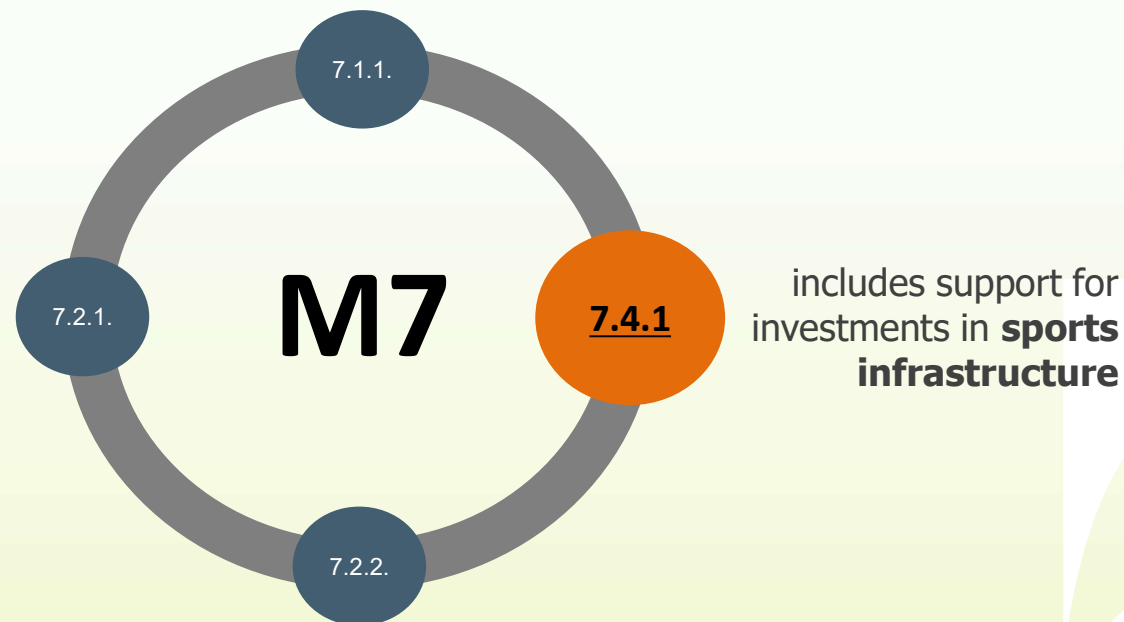 7.1.1.
7.2.1.
M7
7.4.1
includes support for
investments in sports
infrastructure
7.2.2.